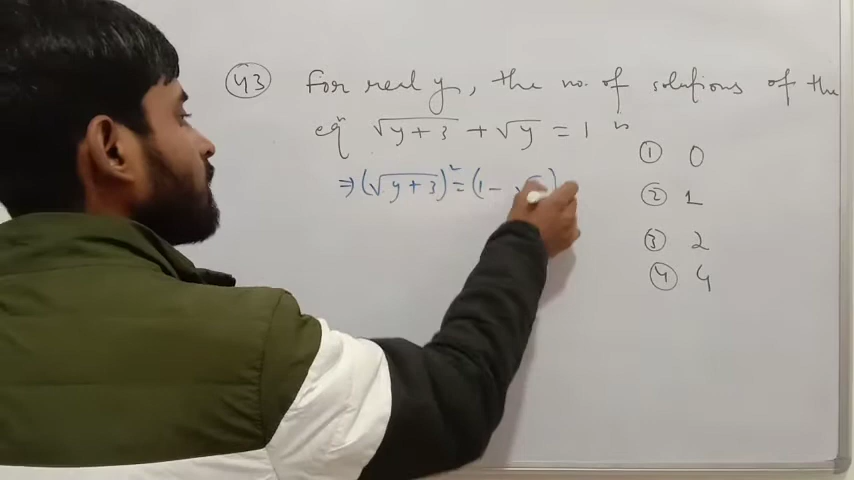 43 For real y, the no. of solutions of the
eqⁿ √y+3 + √y = 1 is
⇒ (√y+3)² = (1 - √y)
1 0
2 1
3 2
4 4